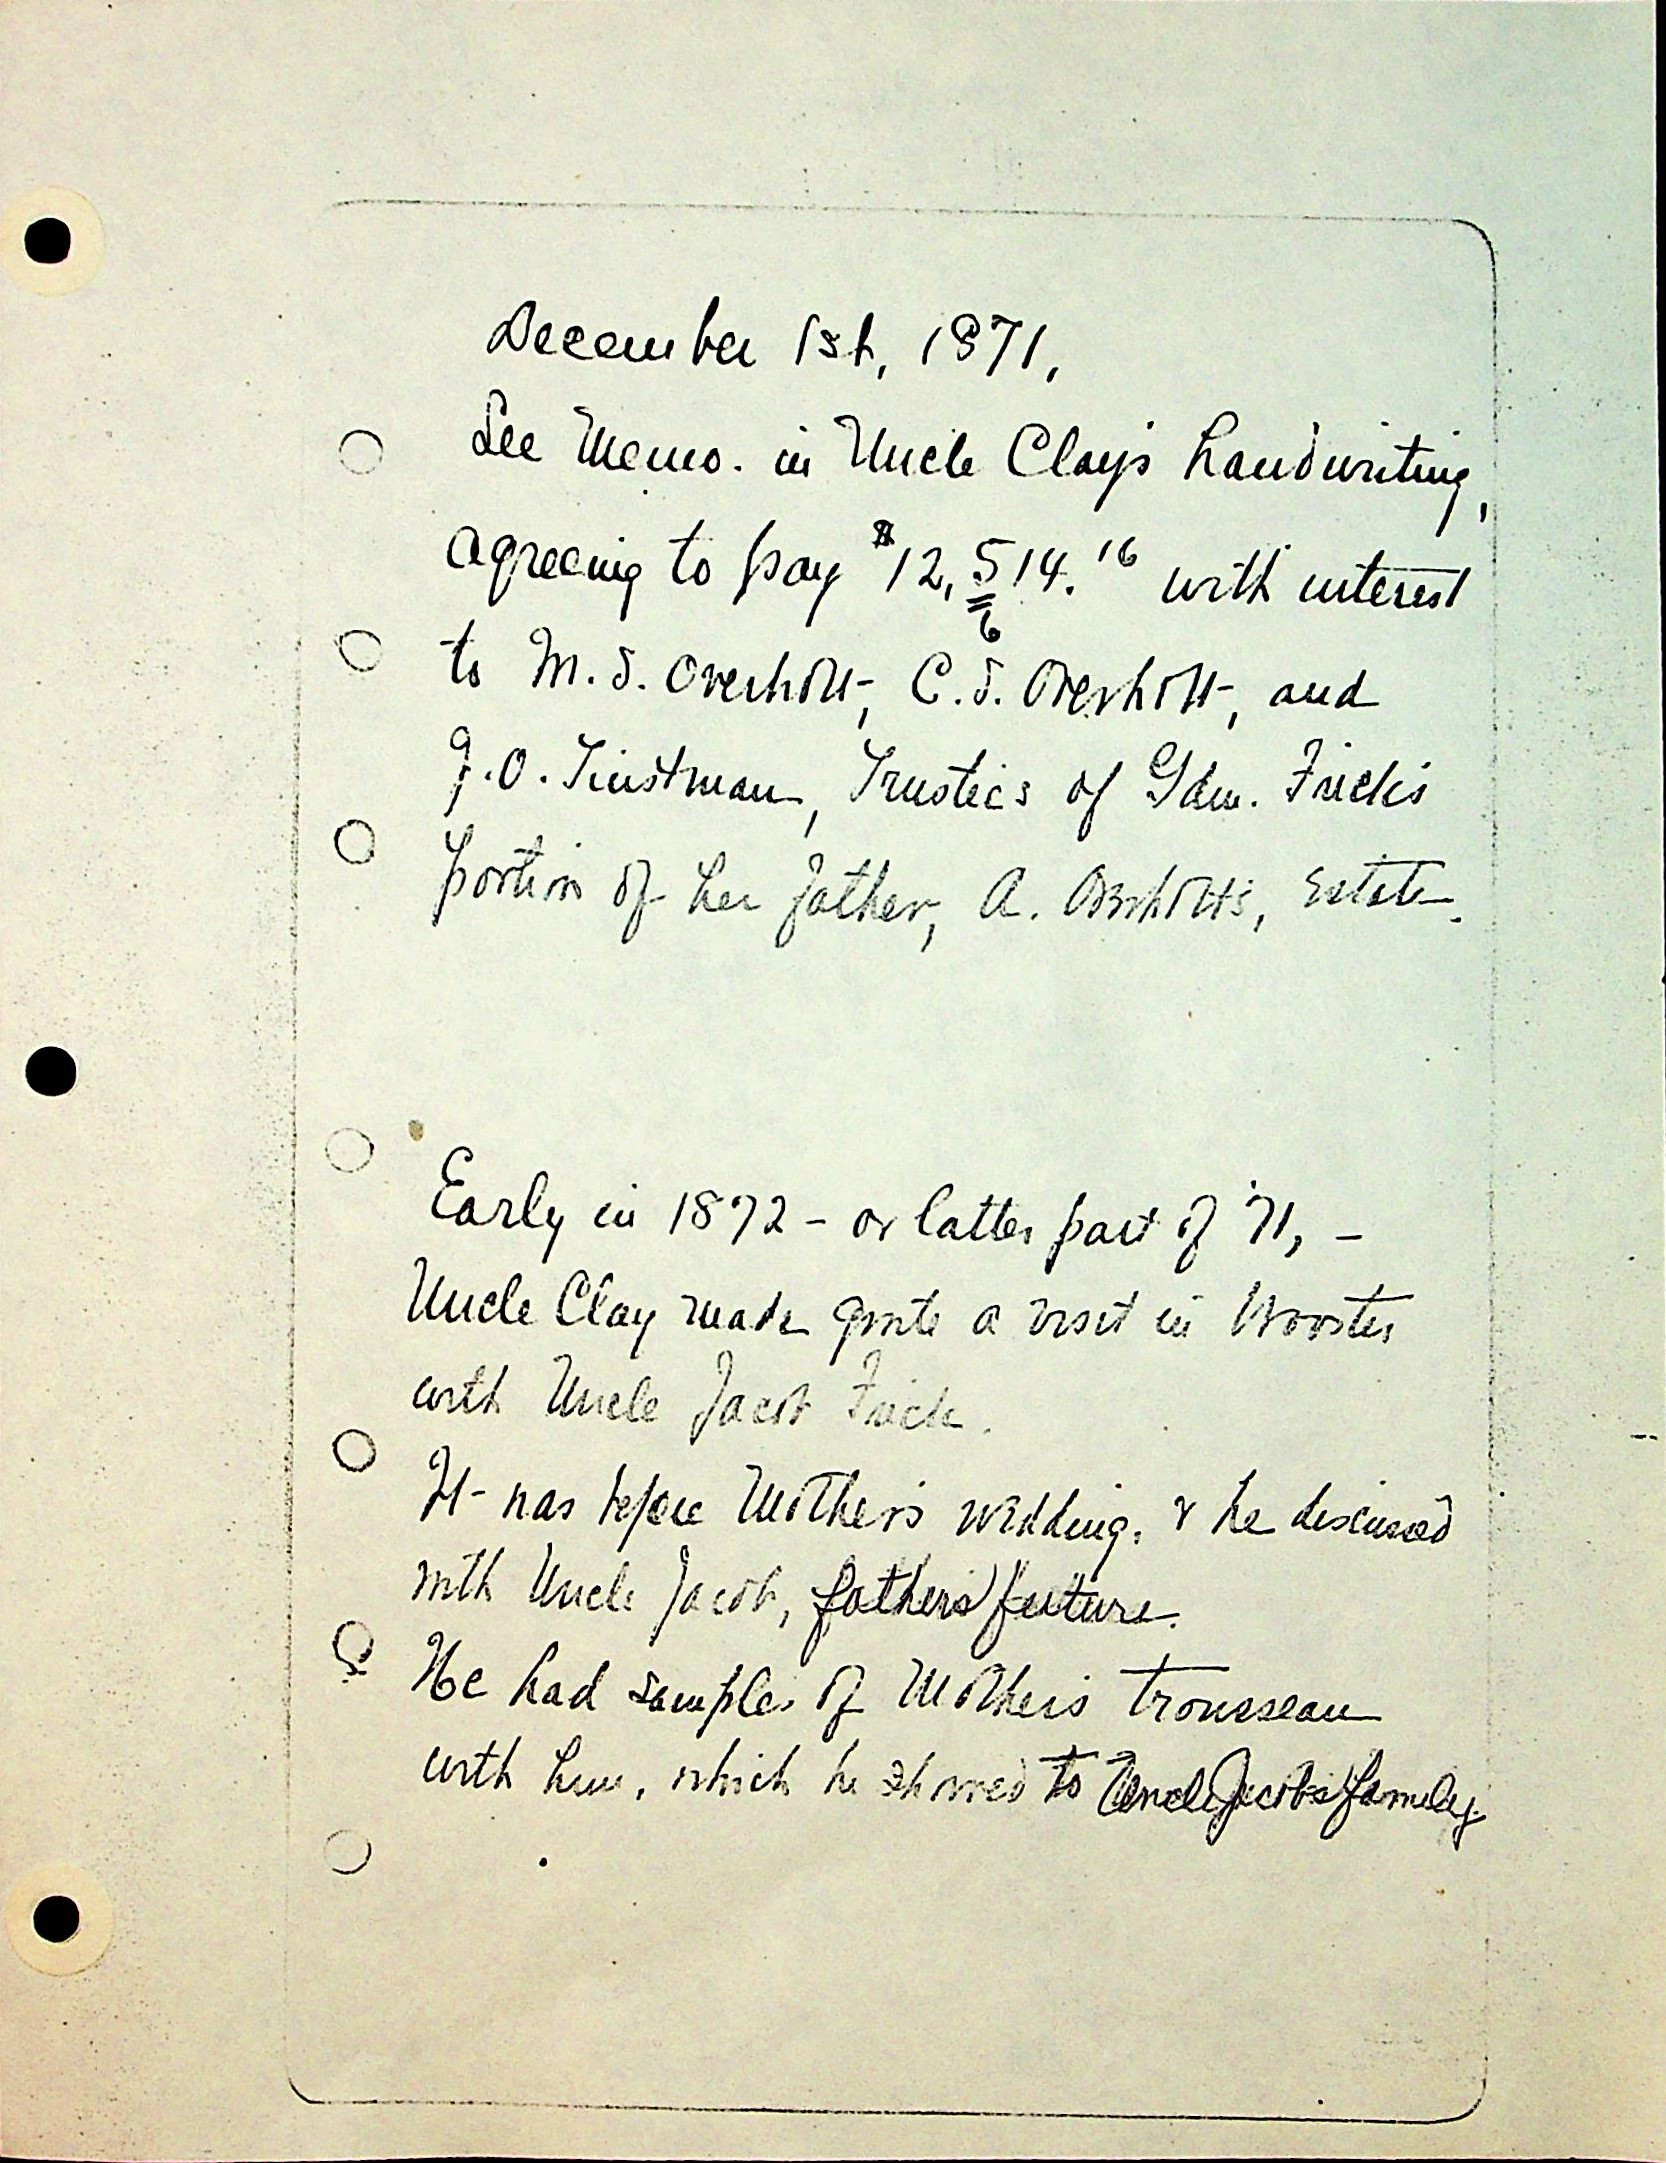 December 1st, 1871,
See Memo. in Uncle Clay's handwriting,
agreeing to pay $12,514.16 with interest
6
to M.S. Overholt, C.S. Overholt, and
J.O. Tinstman, Trustees of Gdm. Frick's
portion of her father, A. Overholt's, Estate.
Early in 1872 - or latter part of '71, -
Uncle Clay made quite a visit in Wooster
with Uncle Jacob Frick.
It was before Mother's wedding, & he discussed
with Uncle Jacob, father's future.
He had samples of Mother's trousseau
with him, which he showed to Uncle Jacob's family.